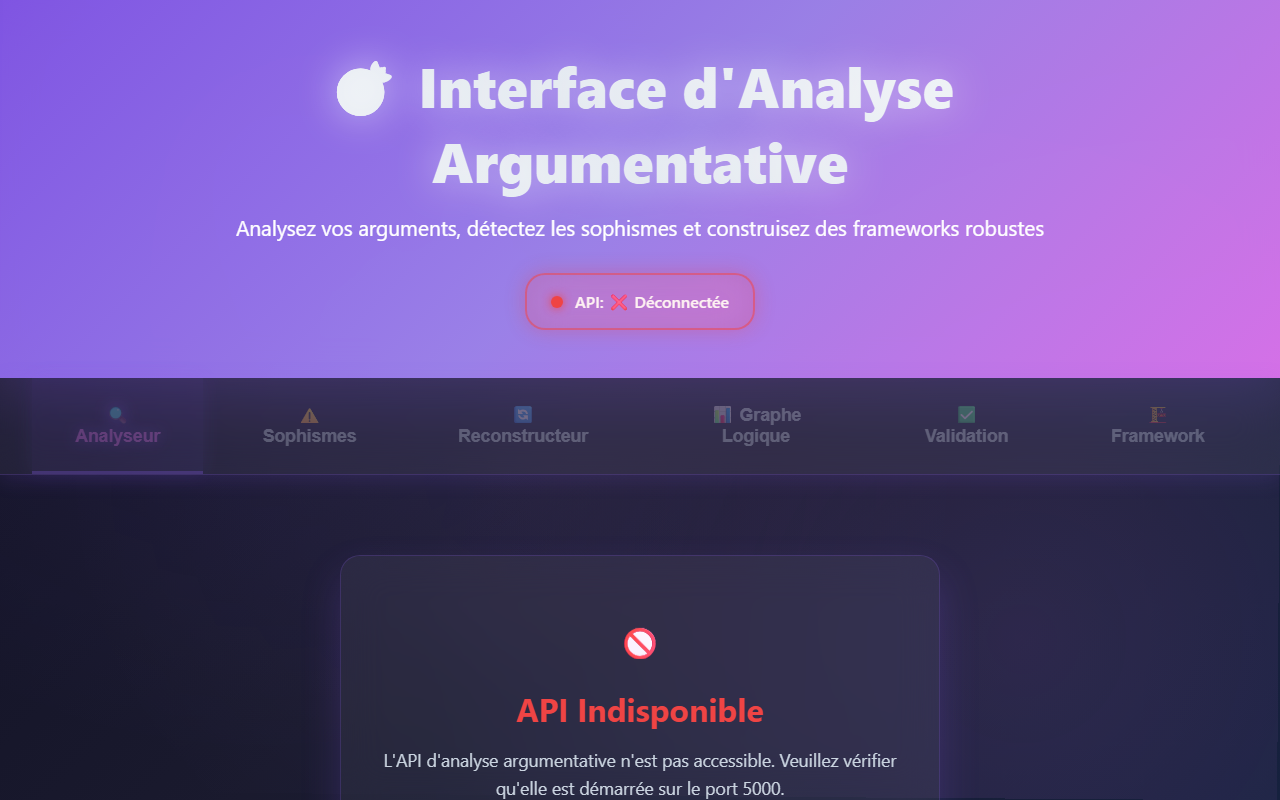 Interface d'Analyse
Argumentative
Analysez vos arguments, détectez les sophismes et construisez des frameworks robustes
API: ❌ Déconnectée
Analyseur
Sophismes
Reconstructeur
Graphe
Logique
Validation
Framework
API Indisponible
L'API d'analyse argumentative n'est pas accessible. Veuillez vérifier
qu'elle est démarrée sur le port 5000.